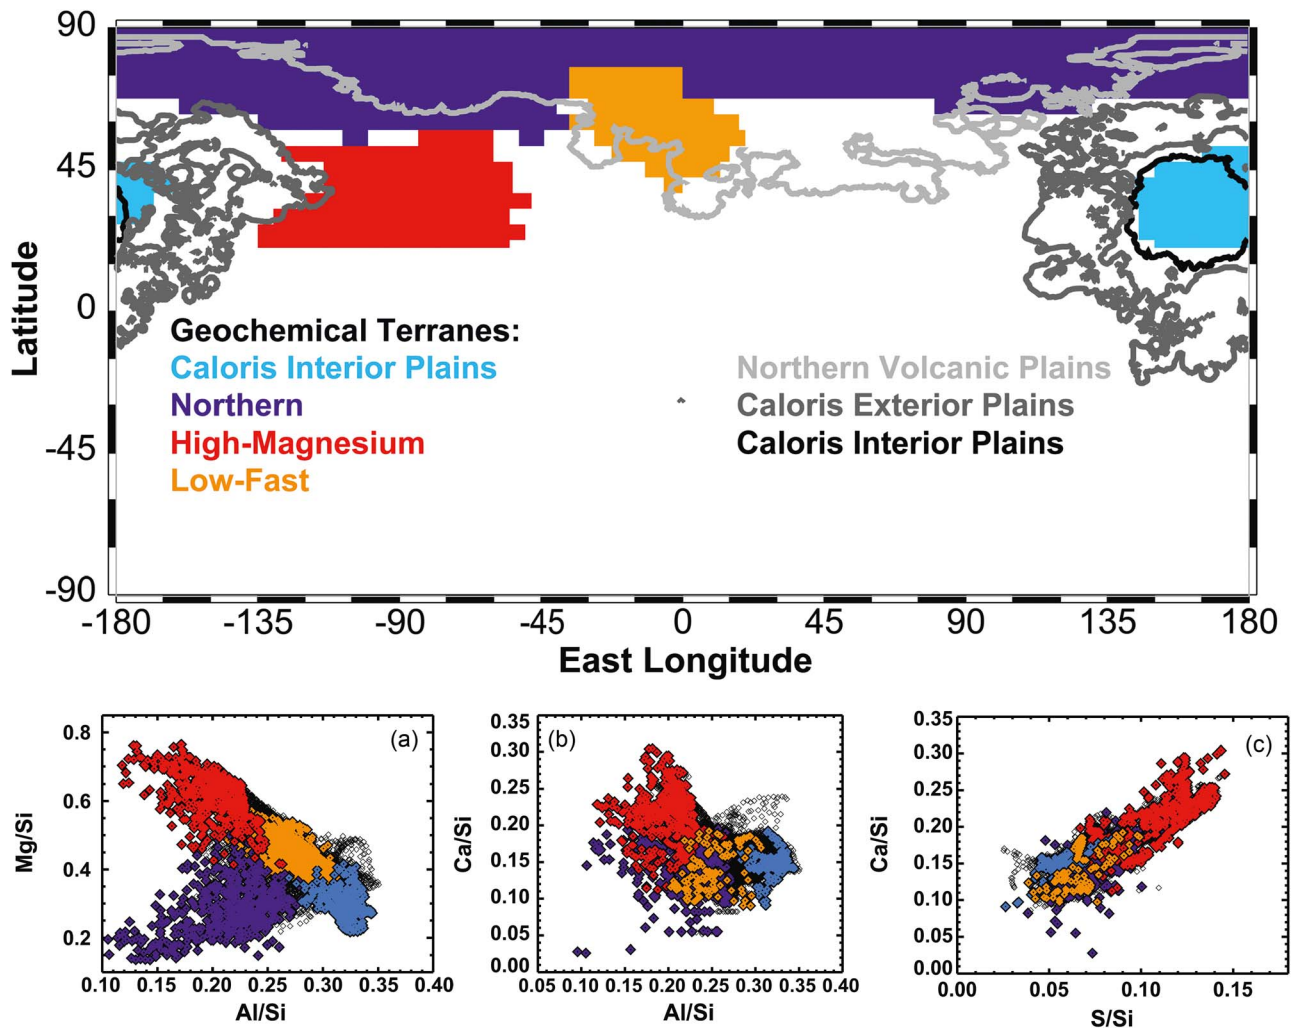 90
45
0
-45
-90
Latitude
Geochemical Terranes:
Caloris Interior Plains
Northern
High-Magnesium
Low-Fast
Northern Volcanic Plains
Caloris Exterior Plains
Caloris Interior Plains
-180 -135 -90 -45 0 45 90 135 180
East Longitude
(a)
Mg/Si
0.8
0.6
0.4
0.2
0.10 0.20 0.30 0.40
Al/Si
(b)
Ca/Si
0.35
0.30
0.25
0.20
0.15
0.10
0.05
0.00
0.05 0.10 0.15 0.20 0.25 0.30 0.35 0.40
Al/Si
(c)
Ca/Si
0.35
0.30
0.25
0.20
0.15
0.10
0.05
0.00
0.00 0.05 0.10 0.15
S/Si